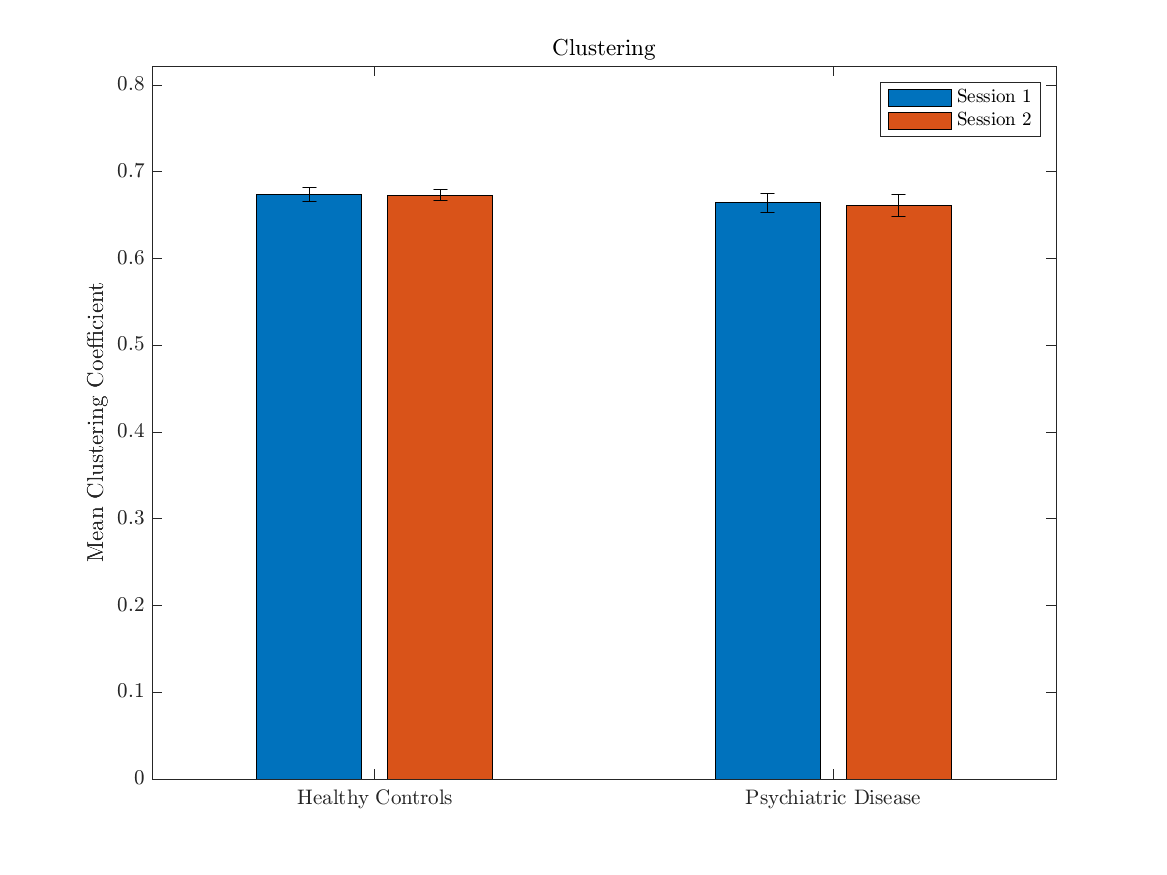 Clustering
Session 1
Session 2
Mean Clustering Coefficient
0.8
0.7
0.6
0.5
0.4
0.3
0.2
0.1
0
Healthy Controls
Psychiatric Disease